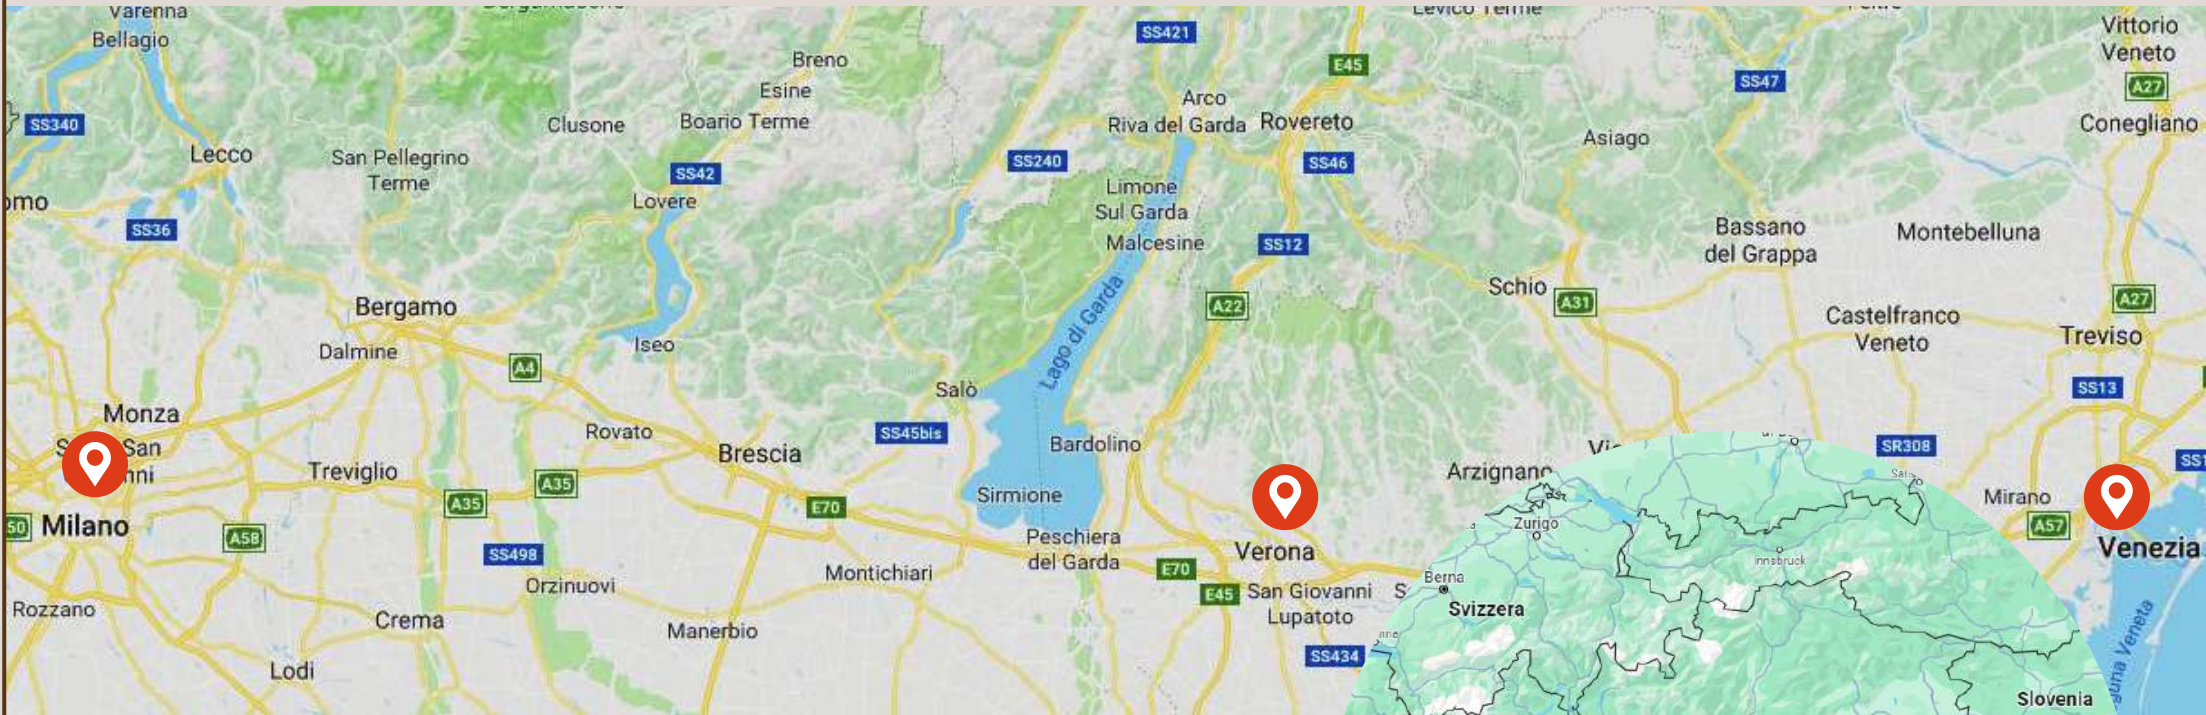 Varenna
Levico Terme
Bellagio
SS421
Vittorio
Veneto
Breno
E45
SS47
A27
Esine
Arco
SS340
Clusone
Boario Terme
Riva del Garda
Rovereto
Asiago
Conegliano
Lecco
San Pellegrino
Terme
SS42
SS240
SS46
Lovere
Limone
Sul Garda
SS36
Malcesine
SS12
Bassano
del Grappa
Montebelluna
Schio
A31
A22
A27
Bergamo
Lago di Garda
Castelfranco
Veneto
Treviso
Dalmine
Iseo
A4
Salò
SS13
Monza
San
Rovato
SS45bis
Bardolino
SR308
Brescia
Treviglio
Arzignano
A35
A35
Sirmione
E70
Mirano
Milano
A58
Zurigo
A57
Peschiera
del Garda
Verona
Venezia
SS498
Innsbruck
Orzinuovi
Montichiari
E70
Berna
E45
San Giovanni
Lupatoto
Rozzano
Svizzera
Crema
Manerbio
SS434
Lodi
Slovenia